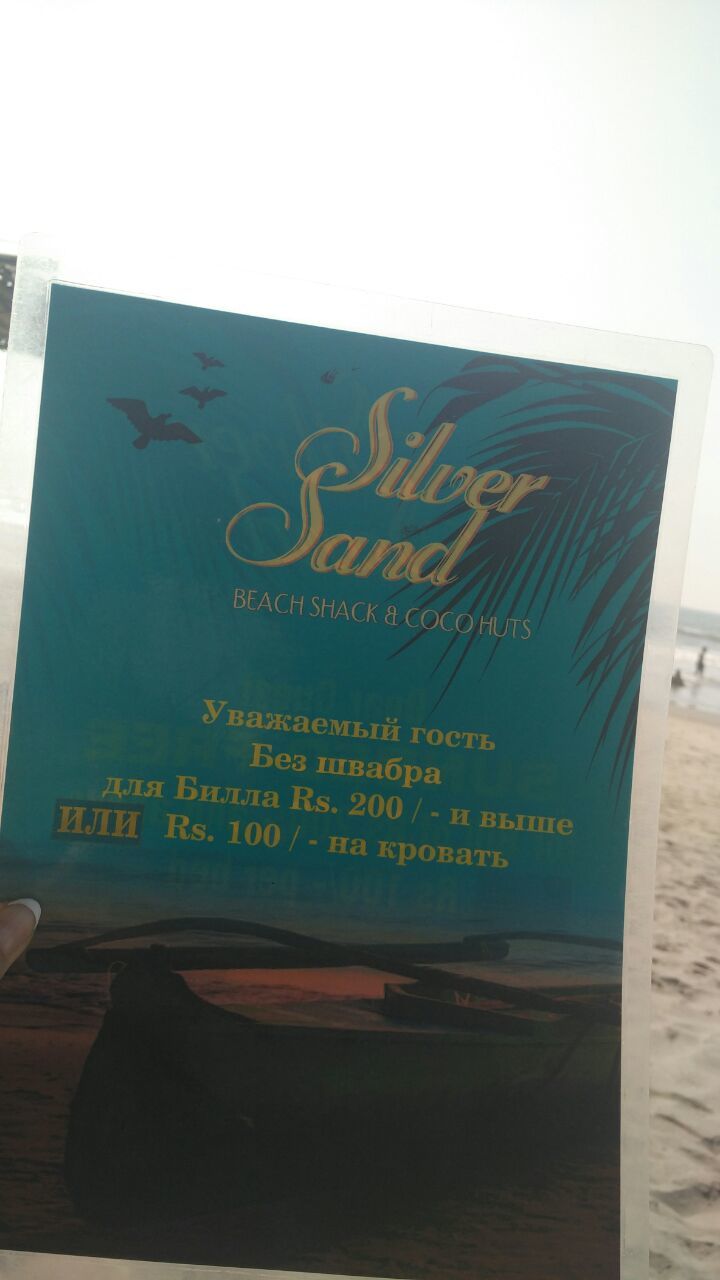 Silver
Sand
BEACH SHACK & COCO HUTS
Уважаемый гость
Без швабра
для Билла Rs. 200 / - и выше
ИЛИ Rs. 100 / - на кровать